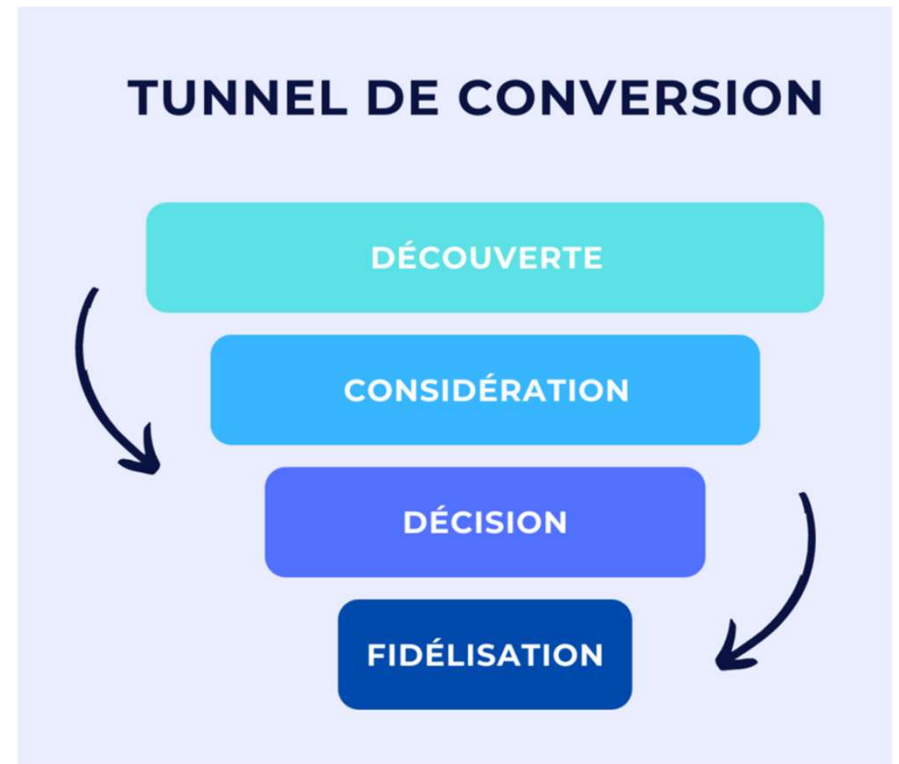 TUNNEL DE CONVERSION
DÉCOUVERTE
CONSIDÉRATION
DÉCISION
FIDÉLISATION